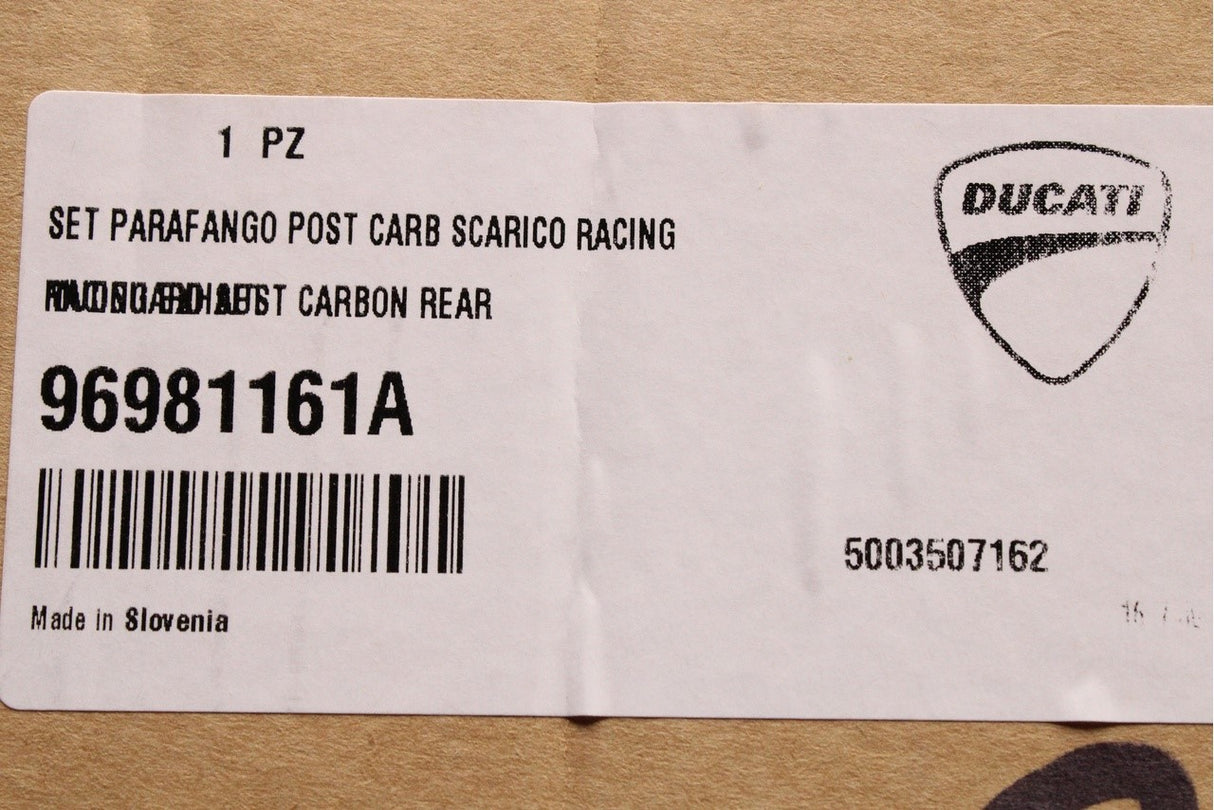 1 PZ
DUCATI
SET PARAFANGO POST CARB SCARICO RACING
CARBON REAR
96981161A
5003507162
Made in Slovenia